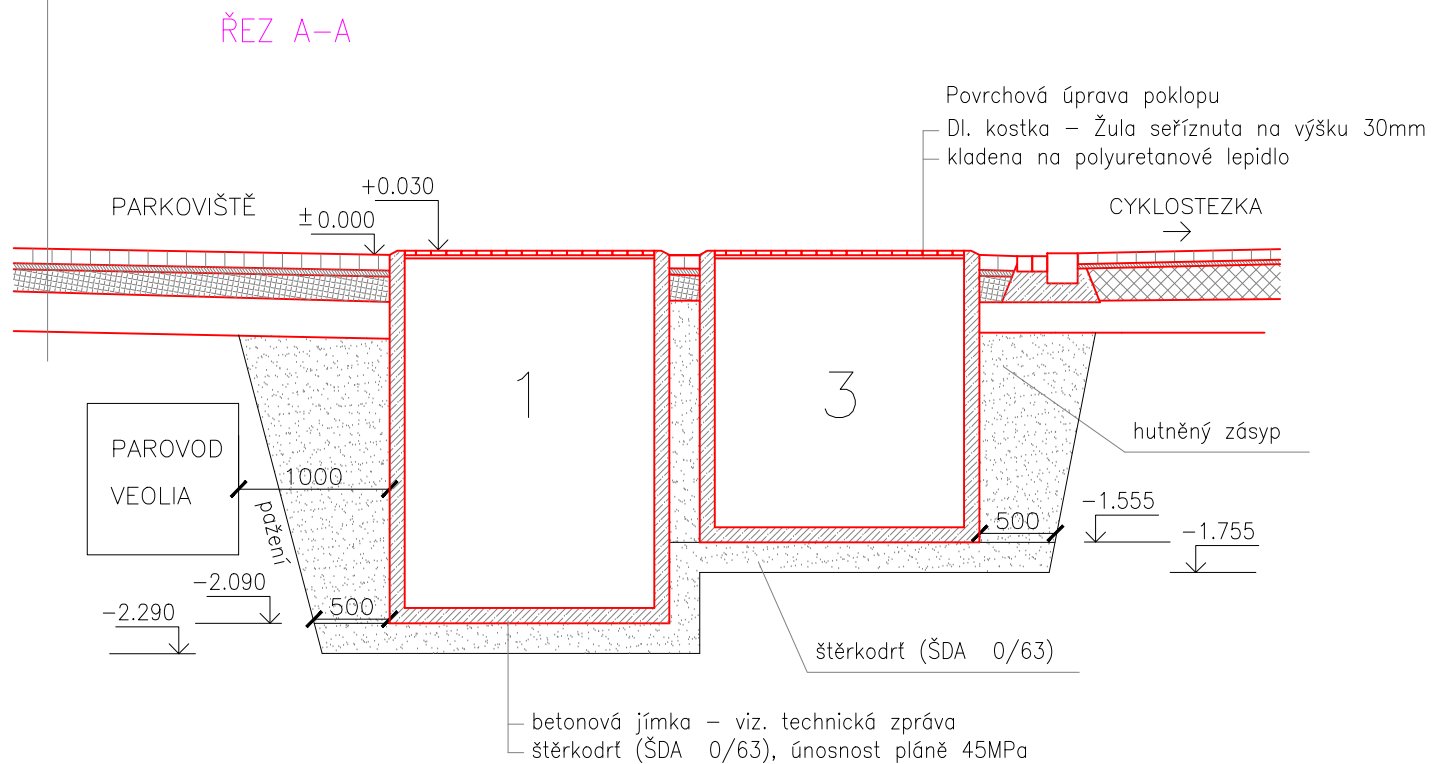 ŘEZ A–A
Povrchová úprava poklopu
Dl. kostka – Žula seříznuta na výšku 30mm
kladena na polyuretanové lepidlo
+0.030
PARKOVIŠTĚ
±0.000
CYKLOSTEZKA
1
3
hutněný zásyp
PAROVOD
VEOLIA
1000
pažení
500
-1.555
-1.755
-2.090
-2.290
500
štěrkodrť (ŠDA 0/63)
betonová jímka – viz. technická zpráva
štěrkodrť (ŠDA 0/63), únosnost pláně 45MPa